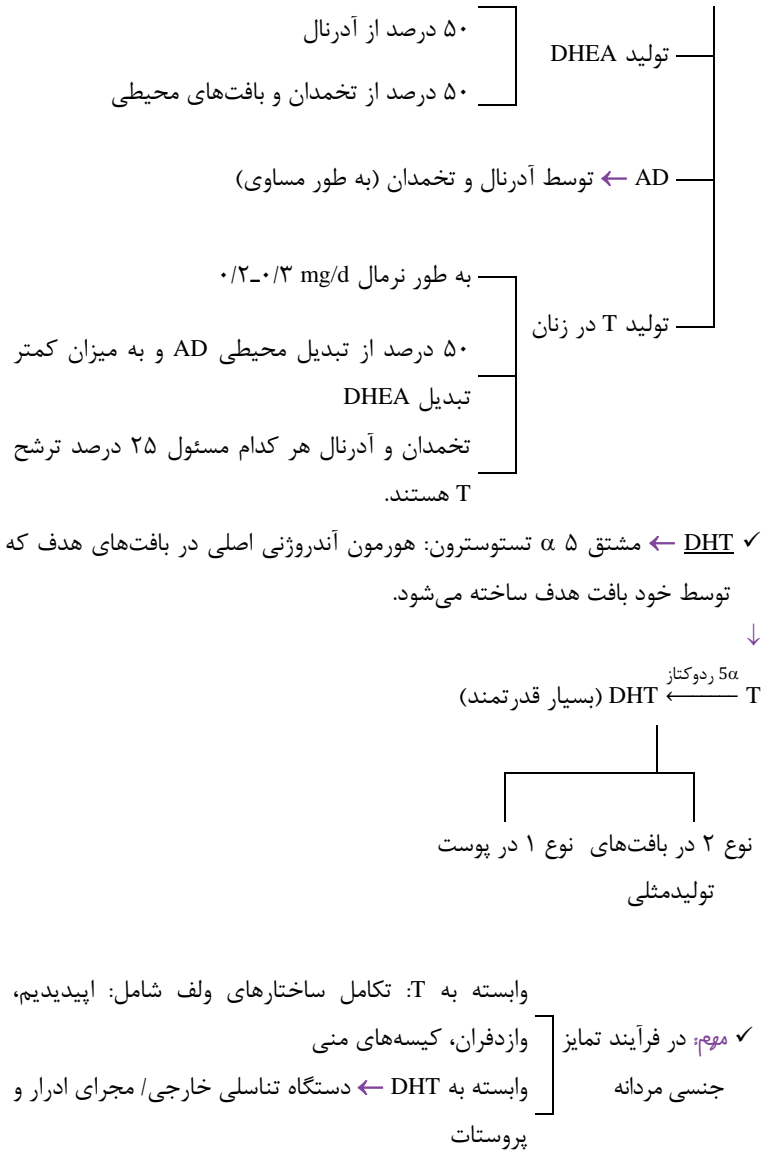 ۵۰ درصد از آدرنال
تولید DHEA
۵۰ درصد از تخمدان و بافت‌های محیطی
AD ← توسط آدرنال و تخمدان (به طور مساوی)
به طور نرمال ۰/۲-۰/۳ mg/d
تولید T در زنان
۵۰ درصد از تبدیل محیطی AD و به میزان کمتر
تبدیل DHEA
تخمدان و آدرنال هر کدام مسئول ۲۵ درصد ترشح
T هستند.
✓ DHT ← مشتق ۵ α تستوسترون: هورمون آندروژنی اصلی در بافت‌های هدف که
توسط خود بافت هدف ساخته می‌شود.
↓
5α ردوکتاز
T ← DHT (بسیار قدرتمند)
نوع ۲ در بافت‌های نوع ۱ در پوست
تولیدمثلی
وابسته به T: تکامل ساختارهای ولف شامل: اپیدیدیم،
✓ مهم: در فرآیند تمایز وازدفران، کیسه‌های منی
جنسی مردانه وابسته به DHT ← دستگاه تناسلی خارجی/ مجرای ادرار و
پروستات